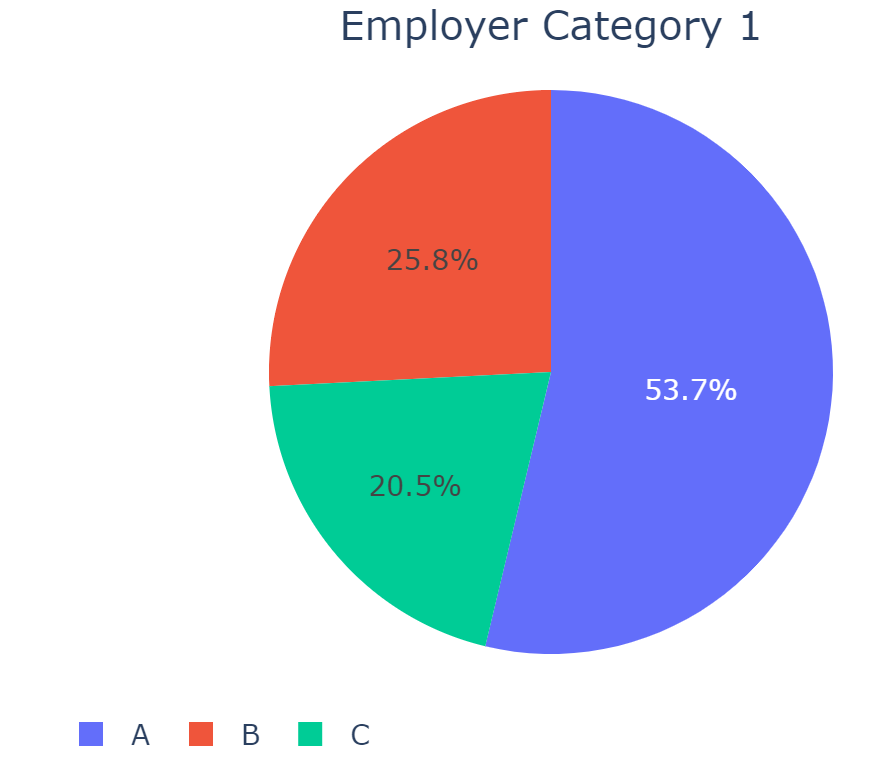 Employer Category 1
25.8%
53.7%
20.5%
A B C